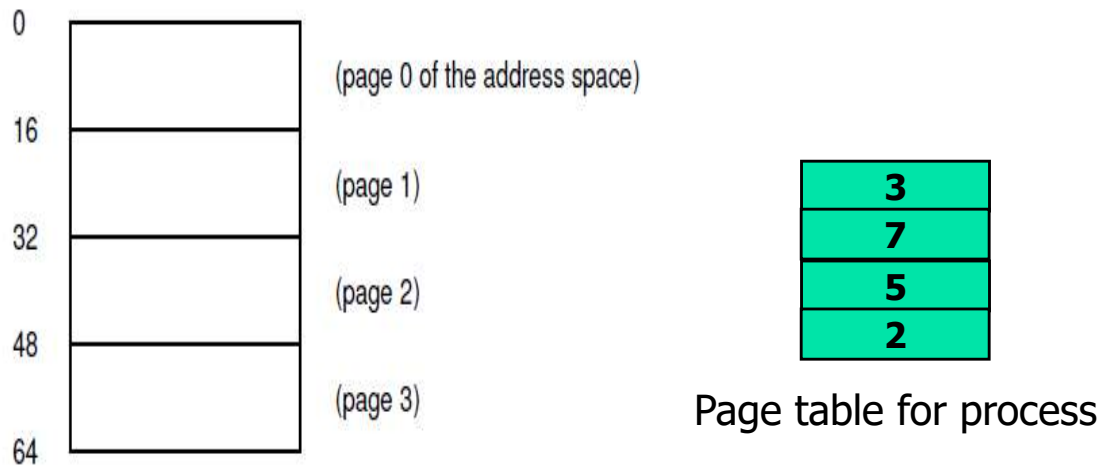 0
(page 0 of the address space)
16
(page 1)
32
(page 2)
48
(page 3)
64
3
7
5
2
Page table for process